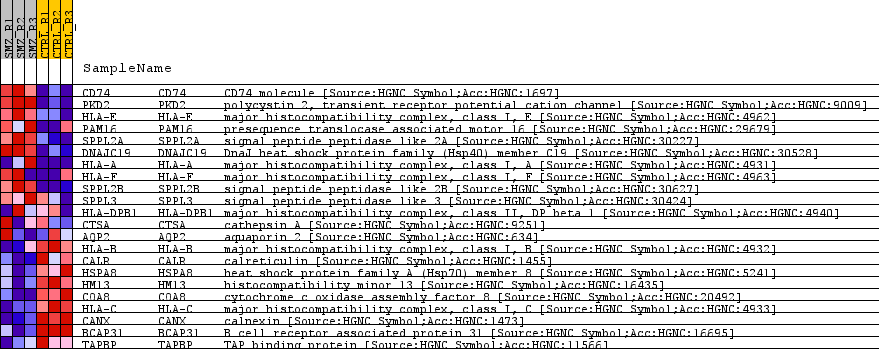 SMZ_R1
SMZ_R2
SMZ_R3
CTRL_R1
CTRL_R2
CTRL_R3
SampleName
CD74 CD74 CD74 molecule [Source:HGNC Symbol;Acc:HGNC:1697]
PKD2 PKD2 polycystin 2, transient receptor potential cation channel [Source:HGNC Symbol;Acc:HGNC:9009]
HLA-E HLA-E major histocompatibility complex, class I, E [Source:HGNC Symbol;Acc:HGNC:4962]
PAM16 PAM16 presequence translocase associated motor 16 [Source:HGNC Symbol;Acc:HGNC:29679]
SPPL2A SPPL2A signal peptide peptidase like 2A [Source:HGNC Symbol;Acc:HGNC:30227]
DNAJC19 DNAJC19 DnaJ heat shock protein family (Hsp40) member C19 [Source:HGNC Symbol;Acc:HGNC:30528]
HLA-A HLA-A major histocompatibility complex, class I, A [Source:HGNC Symbol;Acc:HGNC:4931]
HLA-F HLA-F major histocompatibility complex, class I, F [Source:HGNC Symbol;Acc:HGNC:4963]
SPPL2B SPPL2B signal peptide peptidase like 2B [Source:HGNC Symbol;Acc:HGNC:30627]
SPPL3 SPPL3 signal peptide peptidase like 3 [Source:HGNC Symbol;Acc:HGNC:30424]
HLA-DPB1 HLA-DPB1 major histocompatibility complex, class II, DP beta 1 [Source:HGNC Symbol;Acc:HGNC:4940]
CTSA CTSA cathepsin A [Source:HGNC Symbol;Acc:HGNC:9251]
AQP2 AQP2 aquaporin 2 [Source:HGNC Symbol;Acc:HGNC:634]
HLA-B HLA-B major histocompatibility complex, class I, B [Source:HGNC Symbol;Acc:HGNC:4932]
CALR CALR calreticulin [Source:HGNC Symbol;Acc:HGNC:1455]
HSPA8 HSPA8 heat shock protein family A (Hsp70) member 8 [Source:HGNC Symbol;Acc:HGNC:5241]
HM13 HM13 histocompatibility minor 13 [Source:HGNC Symbol;Acc:HGNC:16435]
COA8 COA8 cytochrome c oxidase assembly factor 8 [Source:HGNC Symbol;Acc:HGNC:20492]
HLA-C HLA-C major histocompatibility complex, class I, C [Source:HGNC Symbol;Acc:HGNC:4933]
CANX CANX calnexin [Source:HGNC Symbol;Acc:HGNC:1473]
BCAP31 BCAP31 B cell receptor associated protein 31 [Source:HGNC Symbol;Acc:HGNC:16695]
TAPBP TAPBP TAP binding protein [Source:HGNC Symbol;Acc:HGNC:11566]